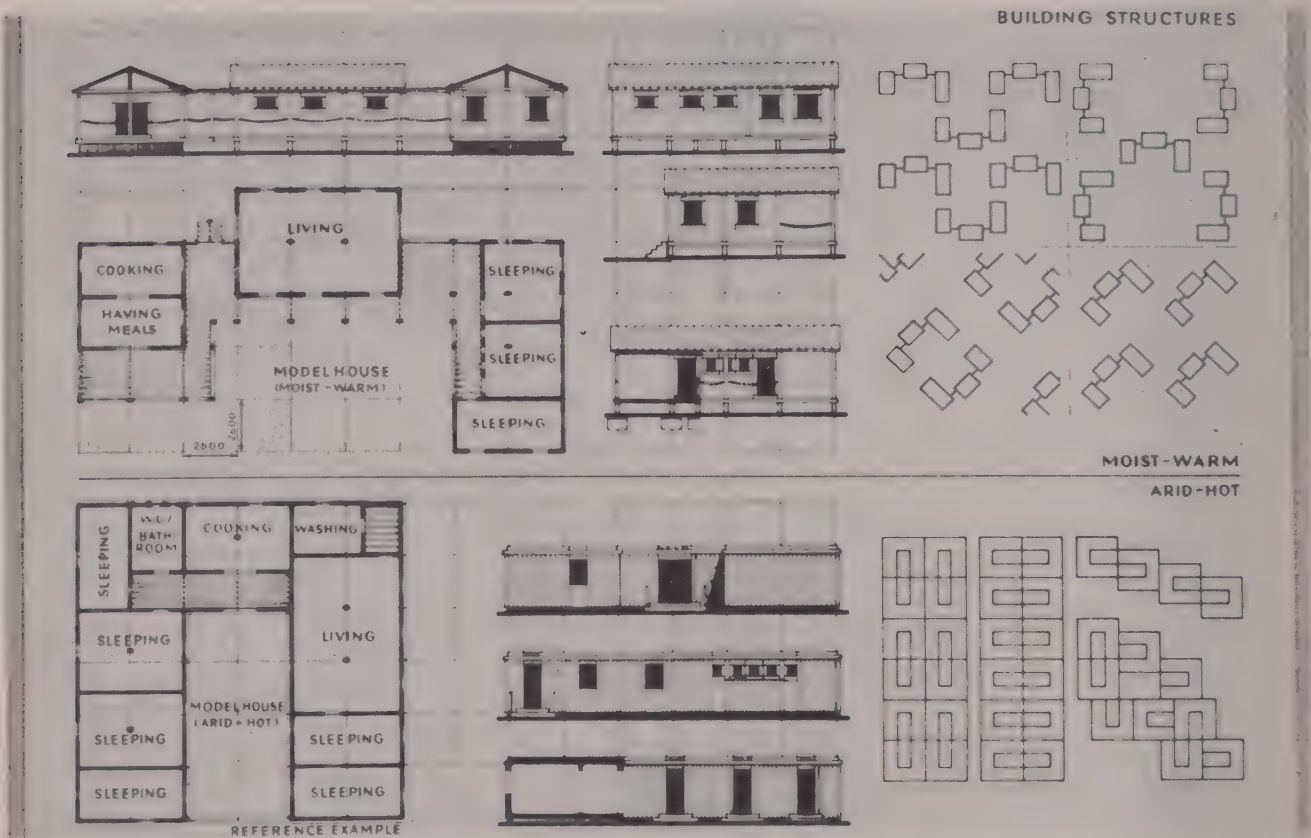 BUILDING STRUCTURES
LIVING
COOKING
SLEEPING
HAVING
MEALS
SLEEPING
MODEL HOUSE
(MOIST-WARM)
SLEEPING
2600
2600
MOIST-WARM
ARID-HOT
SLEEPING
WC/
BATH
ROOM
COOKING
WASHING
SLEEPING
LIVING
MODEL HOUSE
(ARID+HOT)
SLEEPING
SLEEPING
SLEEPING
SLEEPING
REFERENCE EXAMPLE